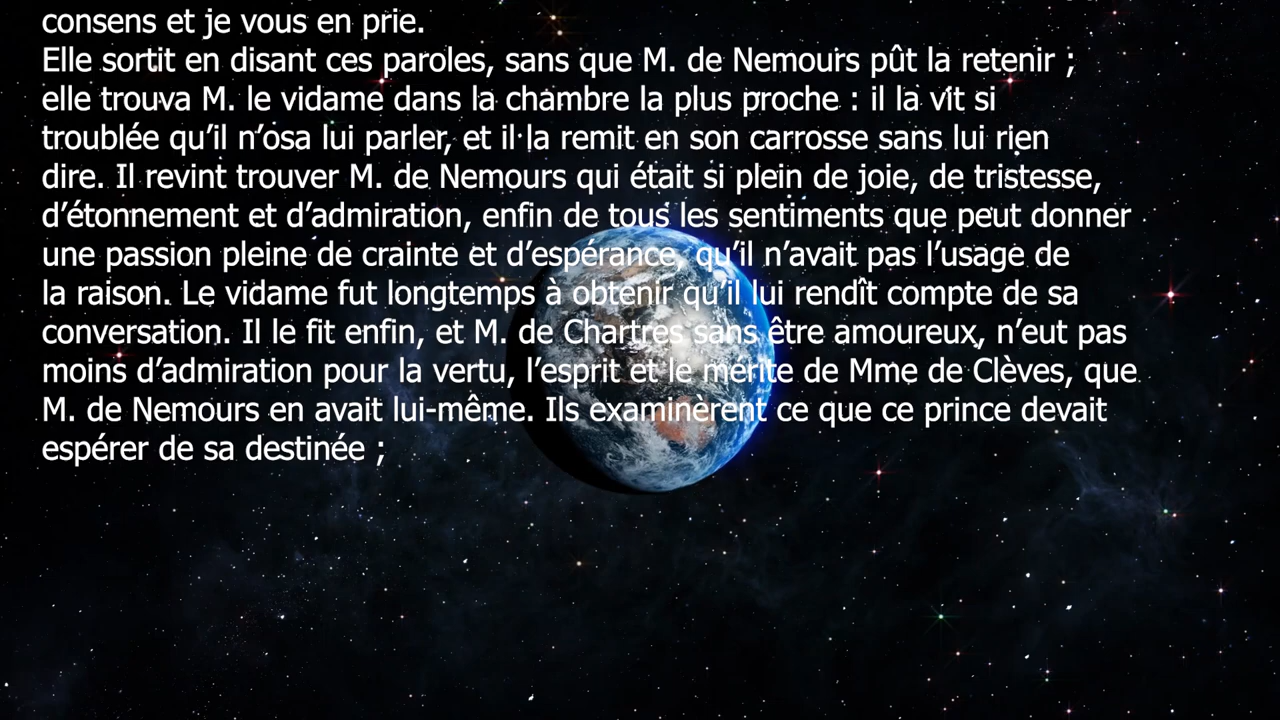 consens et je vous en prie.
Elle sortit en disant ces paroles, sans que M. de Nemours pût la retenir ;
elle trouva M. le vidame dans la chambre la plus proche : il la vit si
troublée qu’il n’osa lui parler, et il la remit en son carrosse sans lui rien
dire. Il revint trouver M. de Nemours qui était si plein de joie, de tristesse,
d’étonnement et d’admiration, enfin de tous les sentiments que peut donner
une passion pleine de crainte et d’espérance, qu’il n’avait pas l’usage de
la raison. Le vidame fut longtemps à obtenir qu’il lui rendît compte de sa
conversation. Il le fit enfin, et M. de Chartres sans être amoureux, n’eut pas
moins d’admiration pour la vertu, l’esprit et le mérite de Mme de Clèves, que
M. de Nemours en avait lui-même. Ils examinèrent ce que ce prince devait
espérer de sa destinée ;